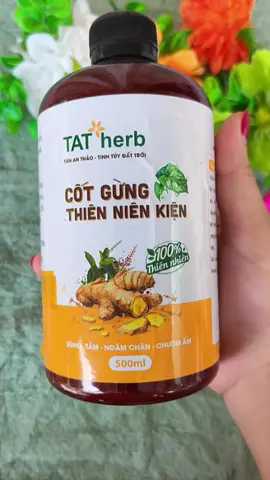 TAT herb
TÂN AN THẢO - TINH TÚY ĐẤT TRỜI
CỐT GỪNG
THIÊN NIÊN KIỆN
100%
Thiên nhiên
DÙNG TẮM - NGÂM CHÂN - CHƯỜM ẤM
500ml